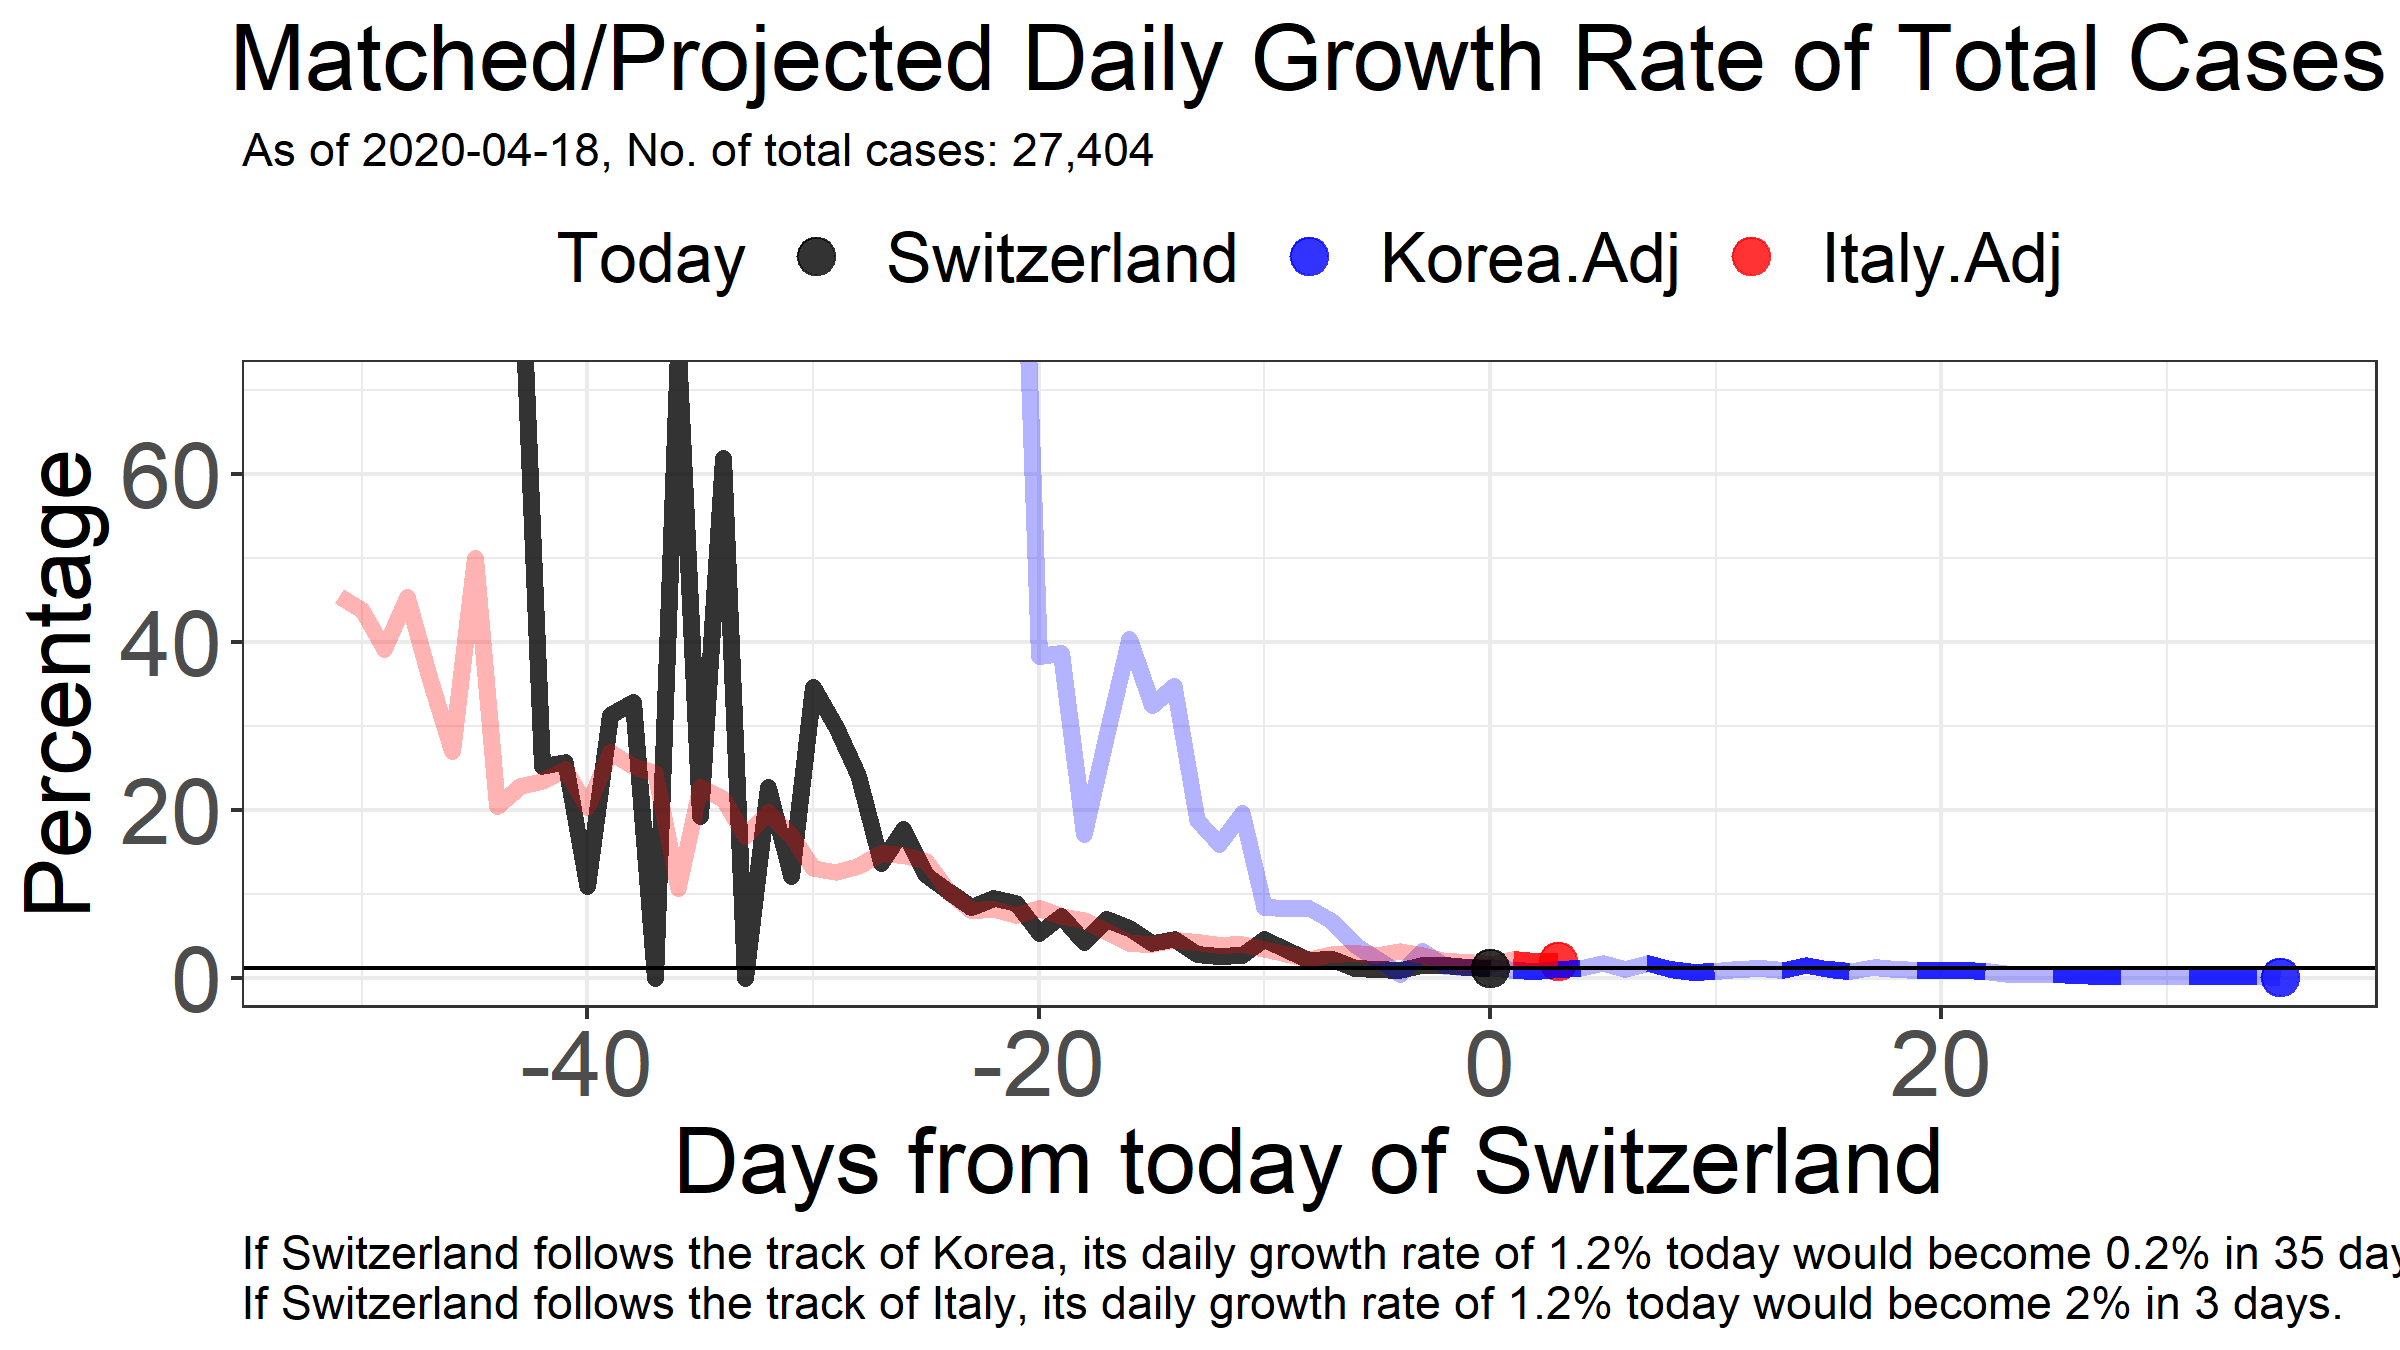 Matched/Projected Daily Growth Rate of Total Cases
As of 2020-04-18, No. of total cases: 27,404
Today Switzerland Korea.Adj Italy.Adj
Percentage
60
40
20
0
-40 -20 0 20
Days from today of Switzerland
If Switzerland follows the track of Korea, its daily growth rate of 1.2% today would become 0.2% in 35 day
If Switzerland follows the track of Italy, its daily growth rate of 1.2% today would become 2% in 3 days.